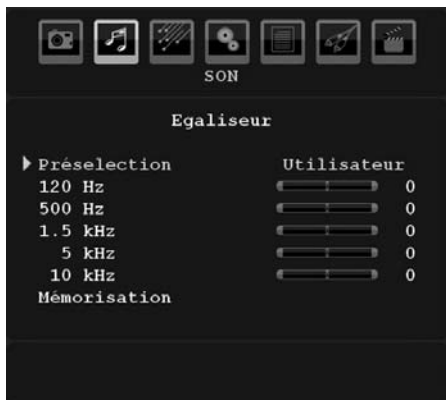 SON
Egaliseur
Préselection Utilisateur
120 Hz 0
500 Hz 0
1.5 kHz 0
5 kHz 0
10 kHz 0
Mémorisation